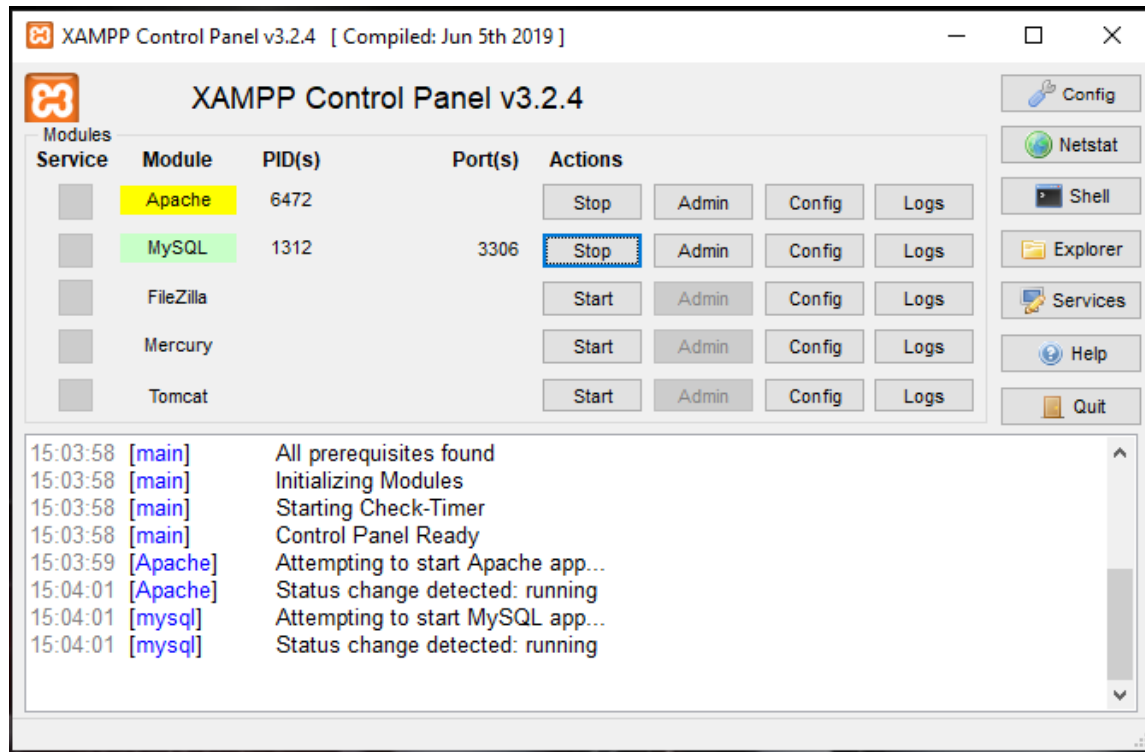 XAMPP Control Panel v3.2.4 [ Compiled: Jun 5th 2019 ]
XAMPP Control Panel v3.2.4
Config
Modules
Netstat
Service Module PID(s) Port(s) Actions
Apache 6472 Stop Admin Config Logs
Shell
MySQL 1312 3306 Stop Admin Config Logs
Explorer
FileZilla Start Admin Config Logs
Services
Mercury Start Admin Config Logs
Help
Tomcat Start Admin Config Logs
Quit
15:03:58 [main] All prerequisites found
15:03:58 [main] Initializing Modules
15:03:58 [main] Starting Check-Timer
15:03:58 [main] Control Panel Ready
15:03:59 [Apache] Attempting to start Apache app...
15:04:01 [Apache] Status change detected: running
15:04:01 [mysql] Attempting to start MySQL app...
15:04:01 [mysql] Status change detected: running